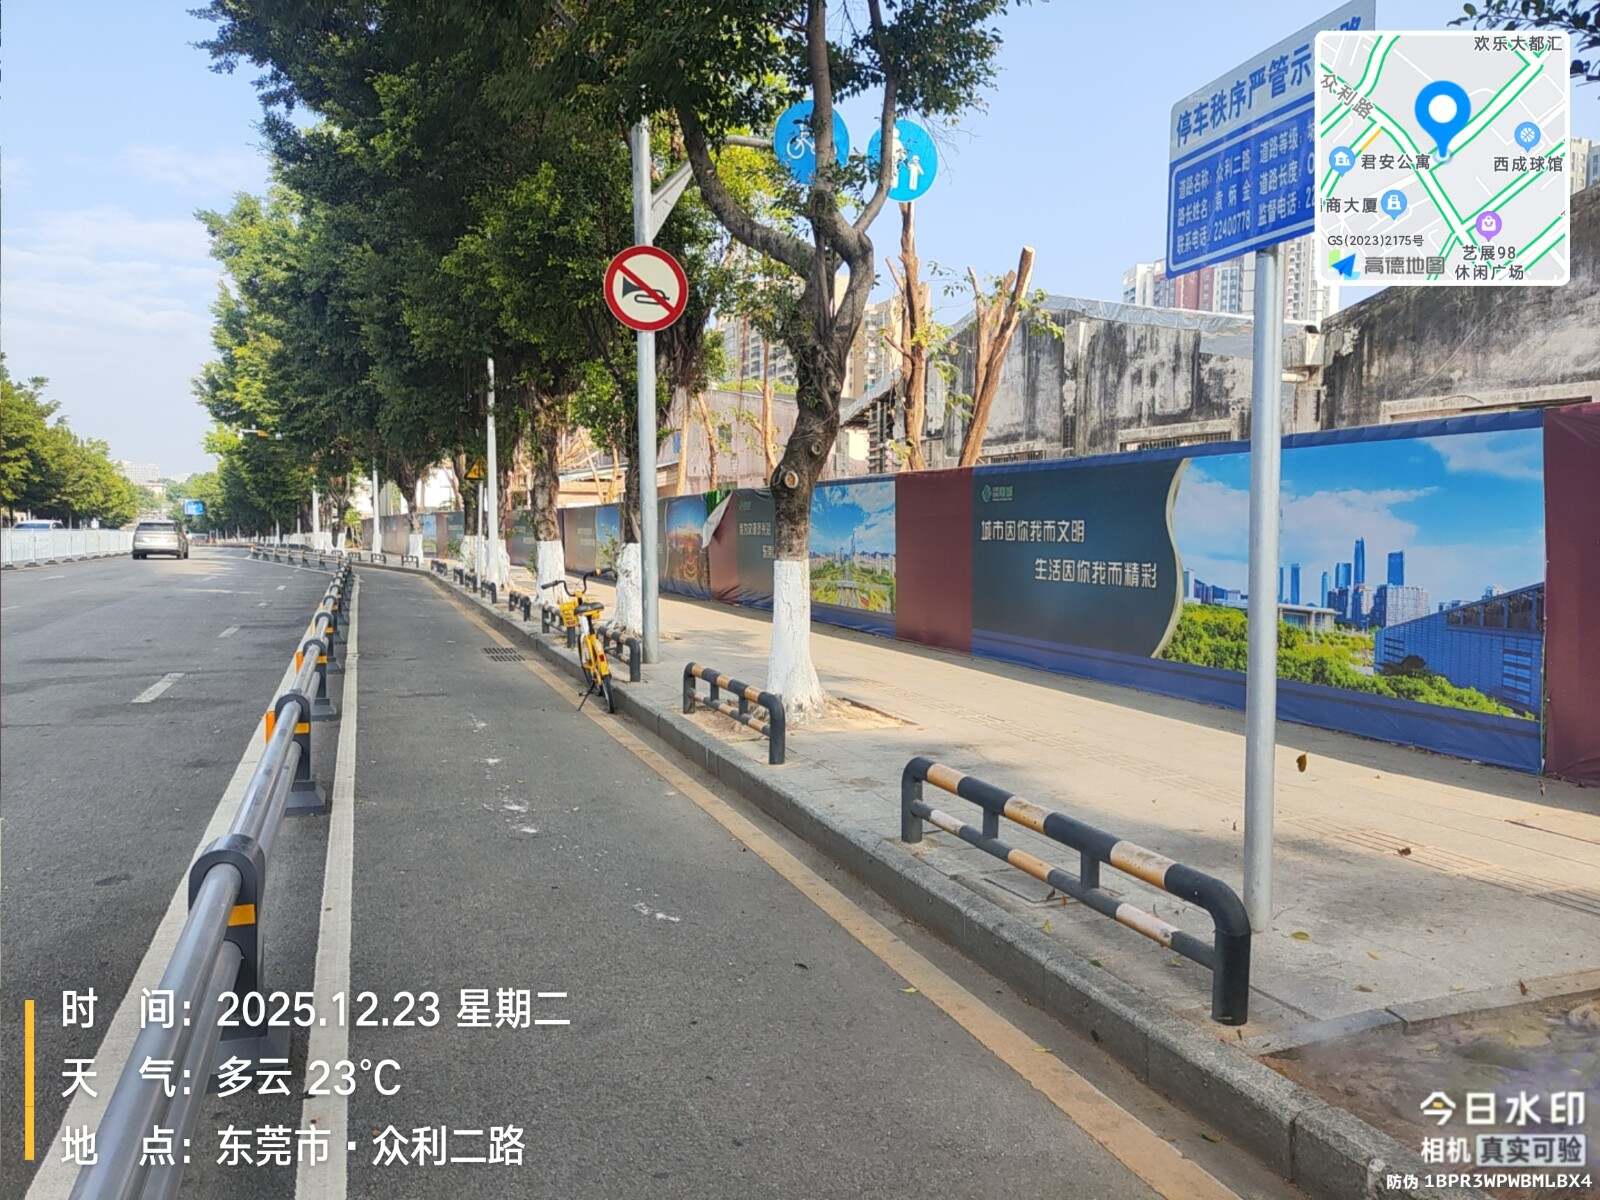 停车秩序严管示
道路名称：众利二路 道路等级：
路长姓名：黄炳金 道路长度：
联系电话：22400778 监督电话：
欢乐大都汇
众利路
君安公寓
西成球馆
商大厦
GS(2023)2175号
艺展98
休闲广场
高德地图
城市因你我而文明
生活因你我而精彩
时 间：2025.12.23 星期二
天 气：多云 23℃
地 点：东莞市·众利二路
今日水印
相机 真实可验
防伪 1BPR3WPWBMLBX4